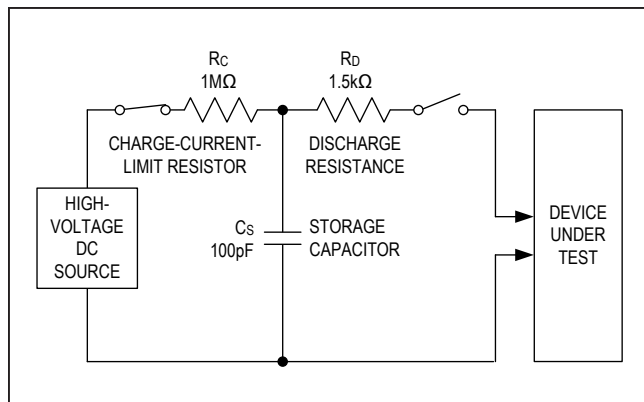 RC
1MΩ
RD
1.5kΩ
CHARGE-CURRENT-
LIMIT RESISTOR
DISCHARGE
RESISTANCE
HIGH-
VOLTAGE
DC
SOURCE
CS
100pF
STORAGE
CAPACITOR
DEVICE
UNDER
TEST